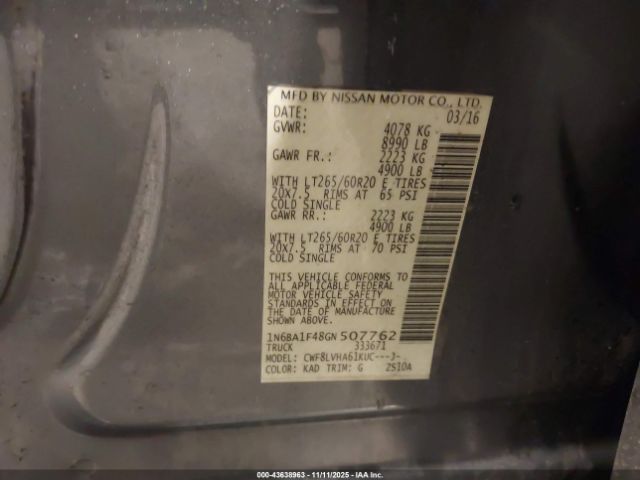 MFD BY NISSAN MOTOR CO., LTD.
DATE: 03/16
GVWR: 4078 KG
8990 LB
GAWR FR.: 2223 KG
4900 LB
WITH LT265/60R20 E TIRES
20X7.5 RIMS AT 65 PSI
COLD SINGLE
GAWR RR.: 2223 KG
4900 LB
WITH LT265/60R20 E TIRES
20X7.5 RIMS AT 70 PSI
COLD SINGLE
THIS VEHICLE CONFORMS TO
ALL APPLICABLE FEDERAL
MOTOR VEHICLE SAFETY
STANDARDS IN EFFECT ON
THE DATE OF MANUFACTURE
SHOWN ABOVE.
1N6BA1F48GN507762
TRUCK 333671
MODEL: CWF8LVHA61KUC---J-
COLOR: KAD TRIM: G ZS10A
000-43638963 - 11/11/2025 - IAA Inc.